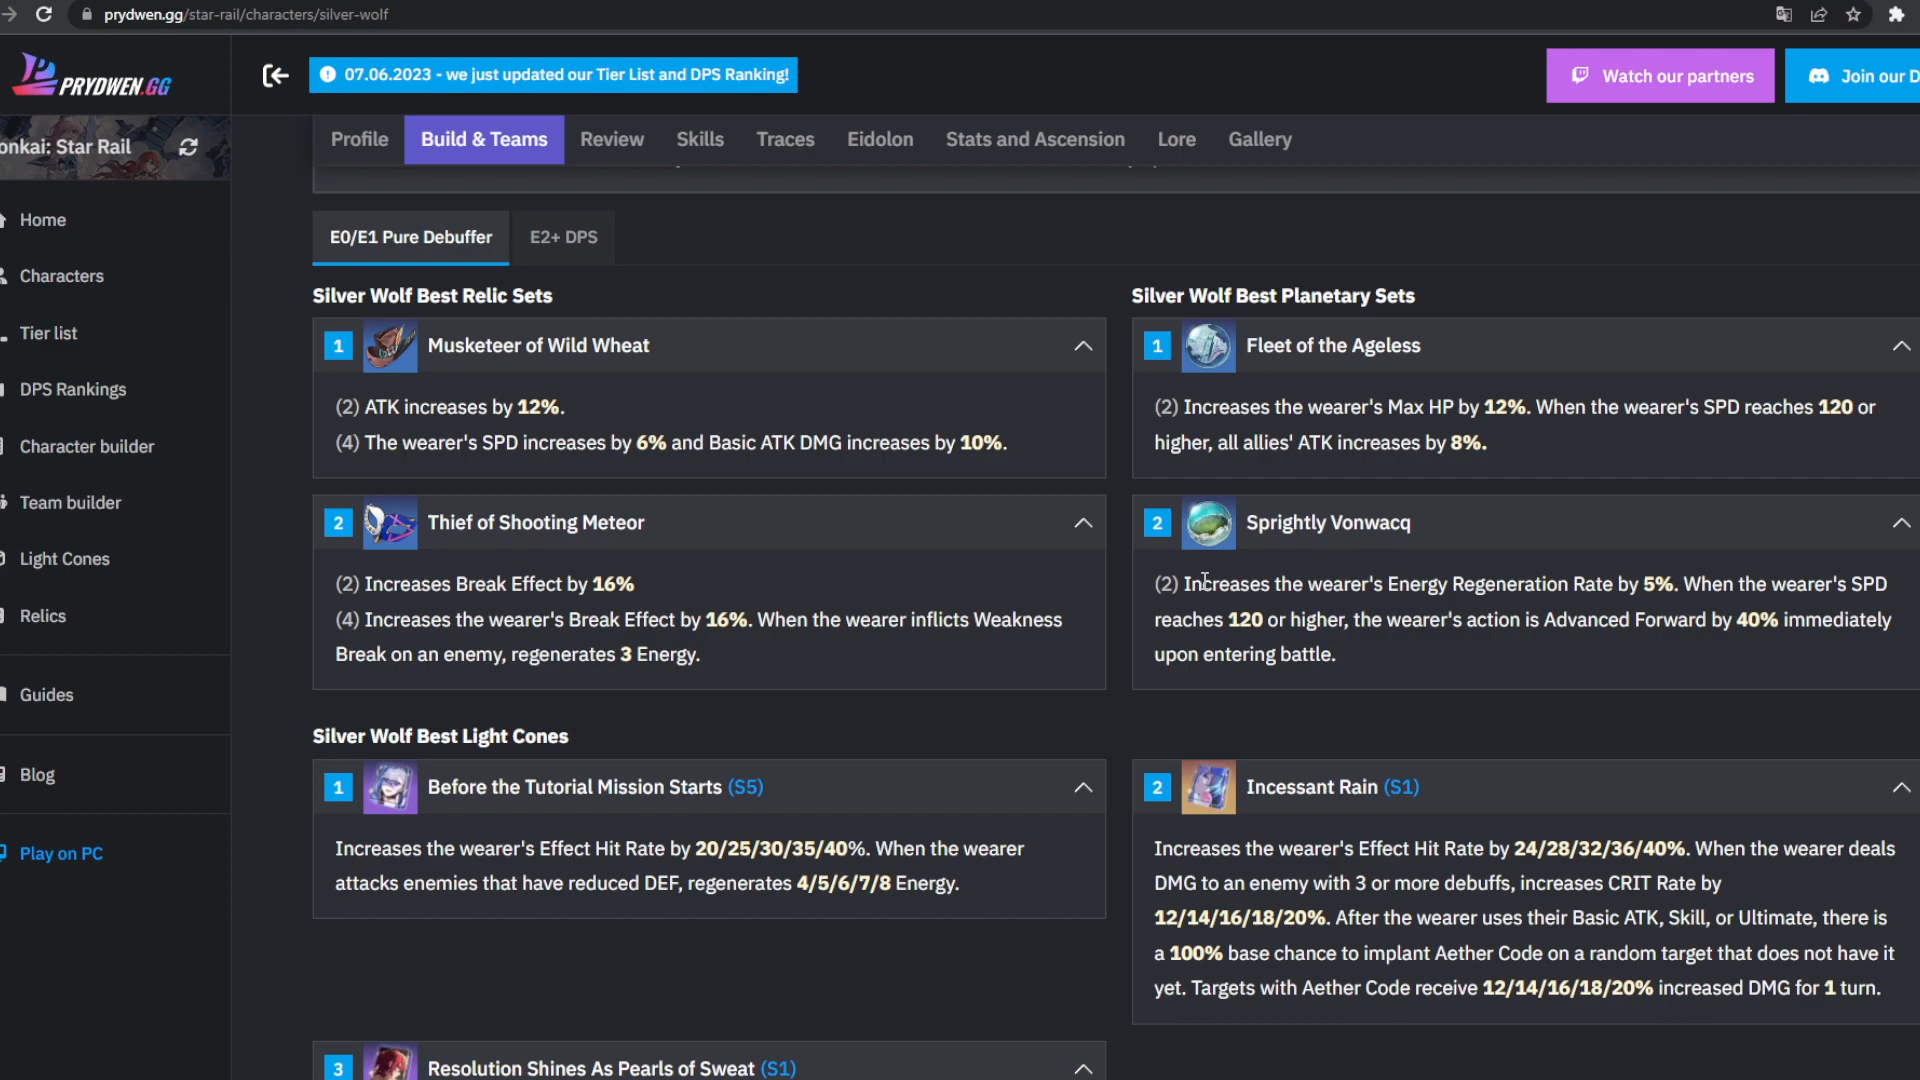 prydwen.gg/star-rail/characters/silver-wolf
PRYDWEN.GG
07.06.2023 - we just updated our Tier List and DPS Ranking!
Watch our partners
Join our D
onkai: Star Rail
Profile
Build & Teams
Review
Skills
Traces
Eidolon
Stats and Ascension
Lore
Gallery
Home
Characters
Tier list
DPS Rankings
Character builder
Team builder
Light Cones
Relics
Guides
Blog
Play on PC
E0/E1 Pure Debuffer
E2+ DPS
Silver Wolf Best Relic Sets
1
Musketeer of Wild Wheat
(2) ATK increases by 12%.
(4) The wearer's SPD increases by 6% and Basic ATK DMG increases by 10%.
2
Thief of Shooting Meteor
(2) Increases Break Effect by 16%
(4) Increases the wearer's Break Effect by 16%. When the wearer inflicts Weakness
Break on an enemy, regenerates 3 Energy.
Silver Wolf Best Planetary Sets
1
Fleet of the Ageless
(2) Increases the wearer's Max HP by 12%. When the wearer's SPD reaches 120 or
higher, all allies' ATK increases by 8%.
2
Sprightly Vonwacq
(2) Increases the wearer's Energy Regeneration Rate by 5%. When the wearer's SPD
reaches 120 or higher, the wearer's action is Advanced Forward by 40% immediately
upon entering battle.
Silver Wolf Best Light Cones
1
Before the Tutorial Mission Starts (S5)
Increases the wearer's Effect Hit Rate by 20/25/30/35/40%. When the wearer
attacks enemies that have reduced DEF, regenerates 4/5/6/7/8 Energy.
2
Incessant Rain (S1)
Increases the wearer's Effect Hit Rate by 24/28/32/36/40%. When the wearer deals
DMG to an enemy with 3 or more debuffs, increases CRIT Rate by
12/14/16/18/20%. After the wearer uses their Basic ATK, Skill, or Ultimate, there is
a 100% base chance to implant Aether Code on a random target that does not have it
yet. Targets with Aether Code receive 12/14/16/18/20% increased DMG for 1 turn.
3
Resolution Shines As Pearls of Sweat (S1)